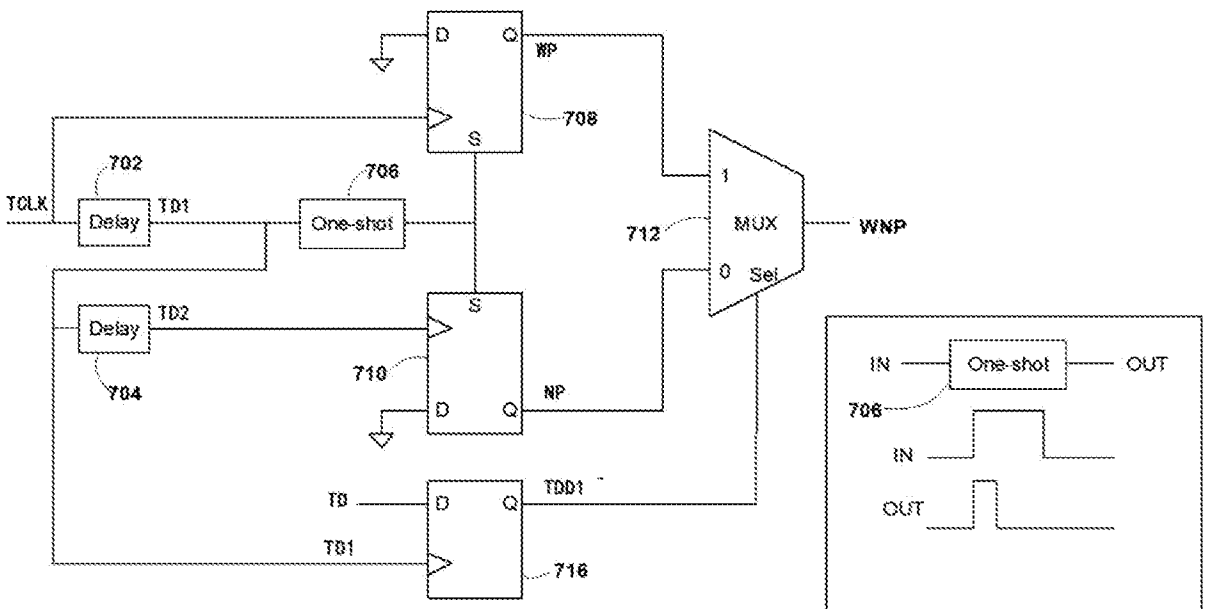 D Q
WP
708
S
702
706
TCLK
Delay
TD1
One-shot
1
712
MUX
WNP
0
Sel
S
Delay
TD2
704
710
NP
D Q
TD
D Q
TDD1
TD1
716
IN
One-shot
OUT
706
IN
OUT